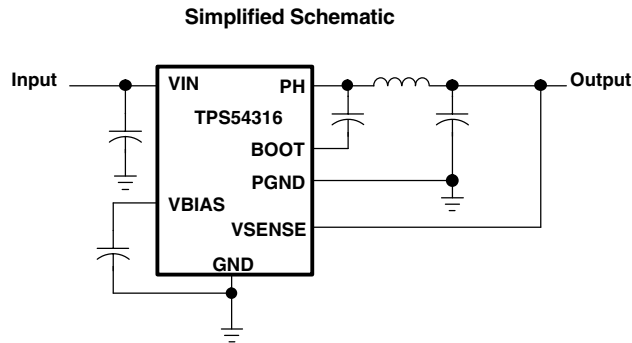 Simplified Schematic
Input
VIN
PH
Output
TPS54316
BOOT
PGND
VBIAS
VSENSE
GND